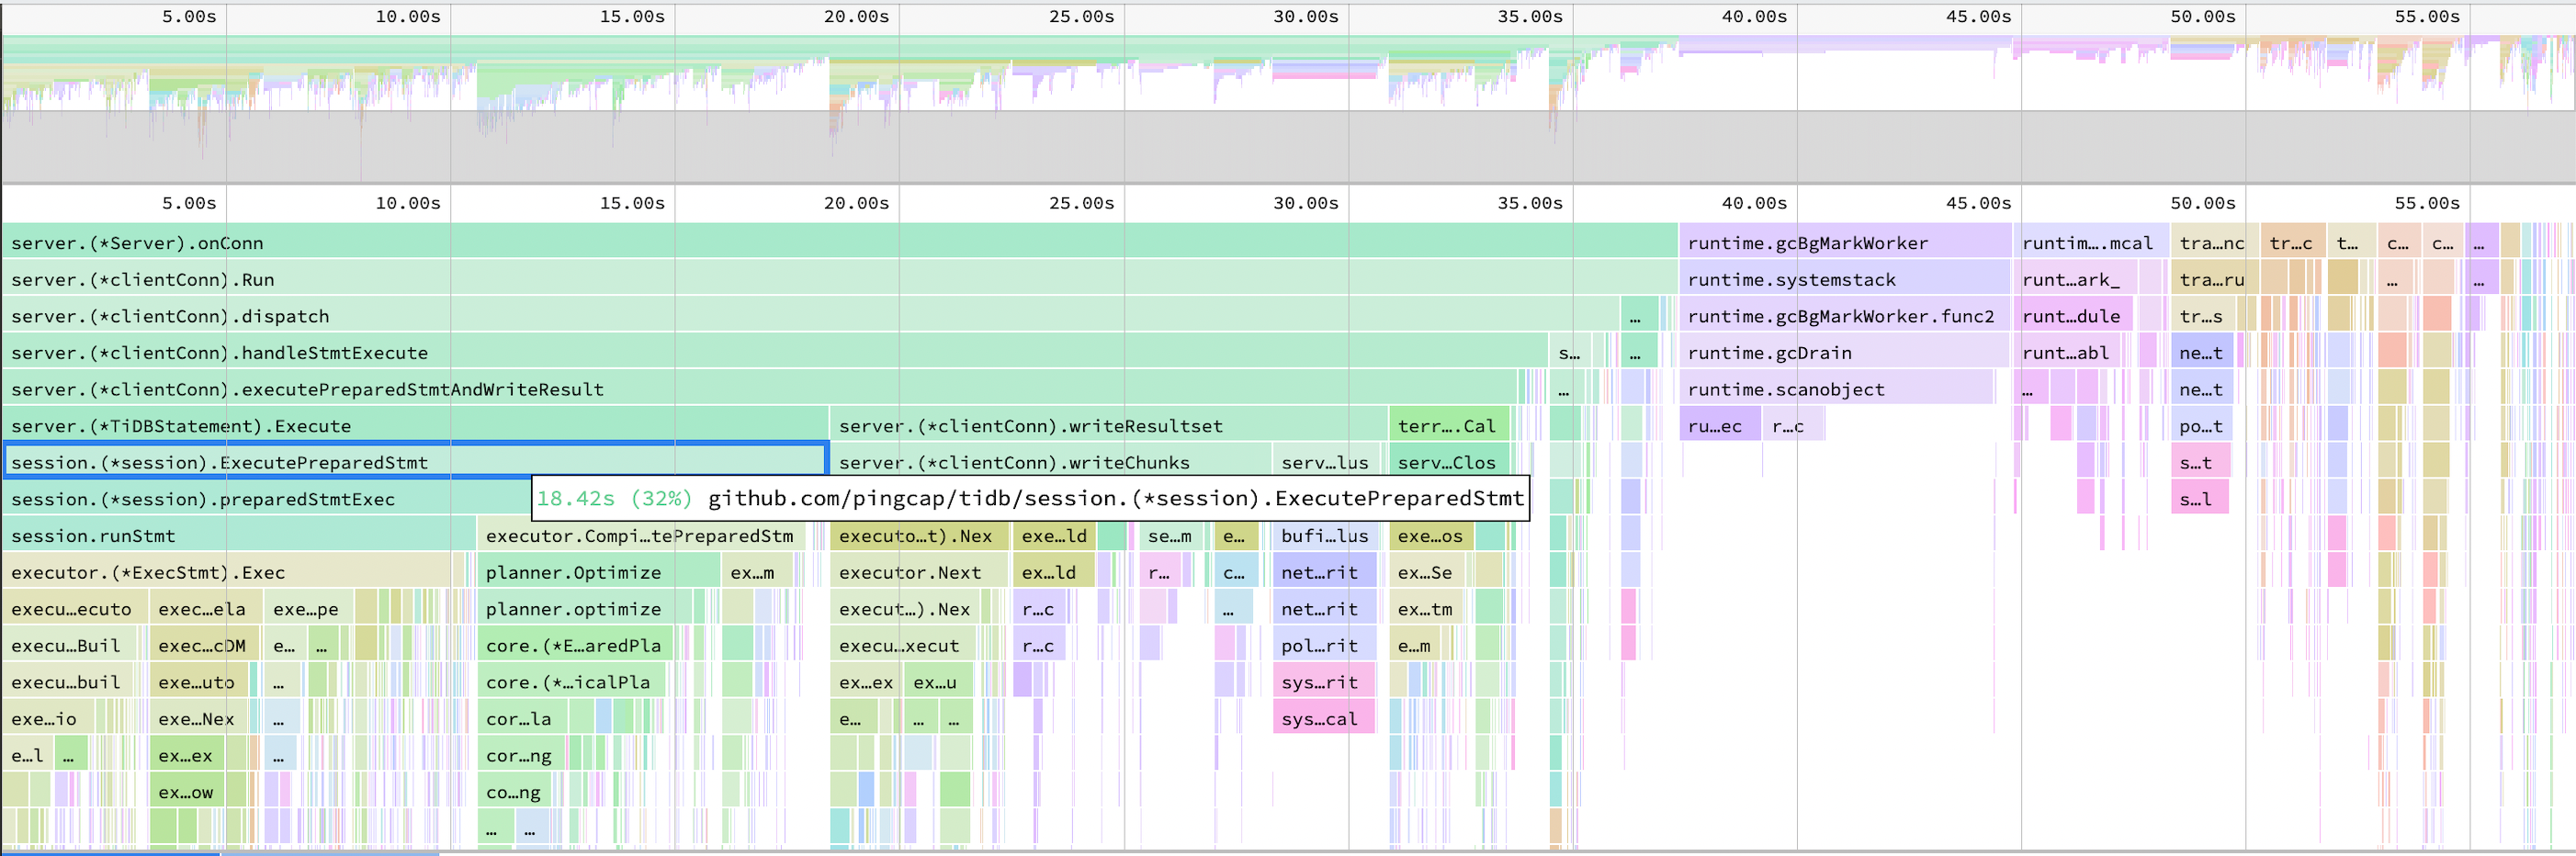 5.00s 10.00s 15.00s 20.00s 25.00s 30.00s 35.00s 40.00s 45.00s 50.00s 55.00s
5.00s 10.00s 15.00s 20.00s 25.00s 30.00s 35.00s 40.00s 45.00s 50.00s 55.00s
server.(*Server).onConn runtime.gcBgMarkWorker runtim….mcal tra…nc tr…c t… c… c… …
server.(*clientConn).Run runtime.systemstack runt…ark_ tra…ru … …
server.(*clientConn).dispatch … runtime.gcBgMarkWorker.func2 runt…dule tr…s
server.(*clientConn).handleStmtExecute s… … runtime.gcDrain runt…abl ne…t
server.(*clientConn).executePreparedStmtAndWriteResult … runtime.scanobject … ne…t
server.(*TiDBStatement).Execute server.(*clientConn).writeResultset terr….Cal ru…ec r…c po…t
session.(*session).ExecutePreparedStmt server.(*clientConn).writeChunks serv…lus serv…Clos s…t
session.(*session).preparedStmtExec 18.42s (32%) github.com/pingcap/tidb/session.(*session).ExecutePreparedStmt s…l
session.runStmt executor.Compi…tePreparedStm executo…t).Nex exe…ld se…m e… bufi…lus exe…os
executor.(*ExecStmt).Exec planner.Optimize ex…m executor.Next ex…ld r… c… net…rit ex…Se
execu…ecuto exec…ela exe…pe planner.optimize execut…).Nex r…c … net…rit ex…tm
execu…Buil exec…cDM e… … core.(*E…aredPla execu…xecut r…c pol…rit e…m
execu…buil exe…uto … core.(*…icalPla ex…ex ex…u sys…rit
exe…io exe…Nex … cor…la e… … … sys…cal
e…l … ex…ex … cor…ng
ex…ow co…ng
… …